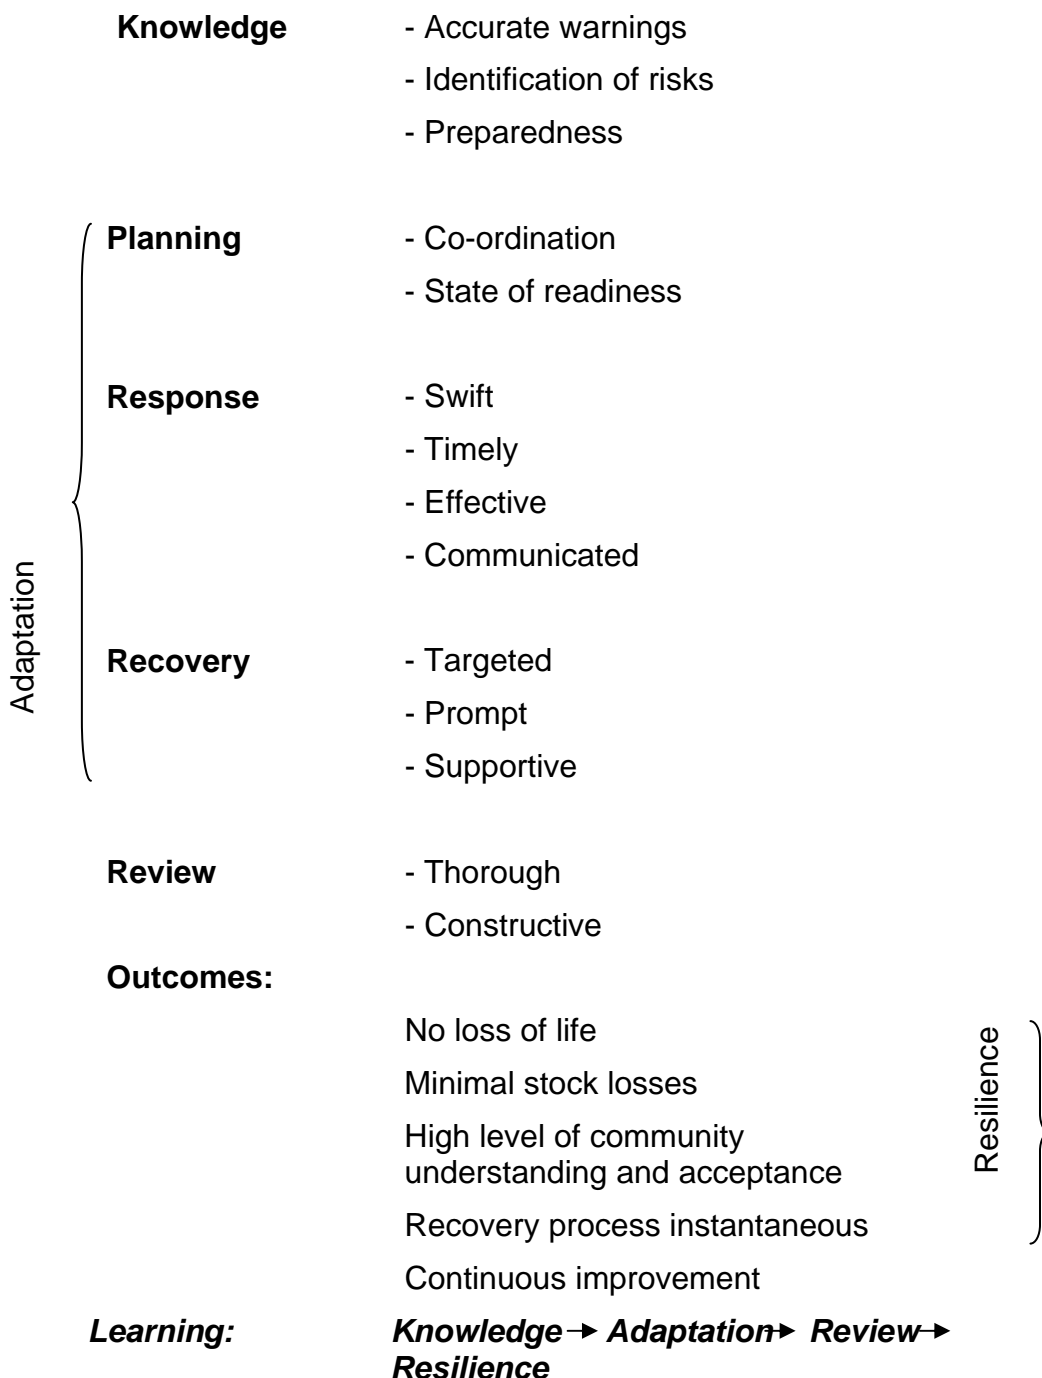 Knowledge - Accurate warnings
- Identification of risks
- Preparedness
Planning - Co-ordination
- State of readiness
Response - Swift
- Timely
- Effective
- Communicated
Adaptation
Recovery - Targeted
- Prompt
- Supportive
Review - Thorough
- Constructive
Outcomes:
No loss of life
Minimal stock losses
High level of community
understanding and acceptance
Resilience
Recovery process instantaneous
Continuous improvement
Learning: Knowledge → Adaptation → Review →
Resilience